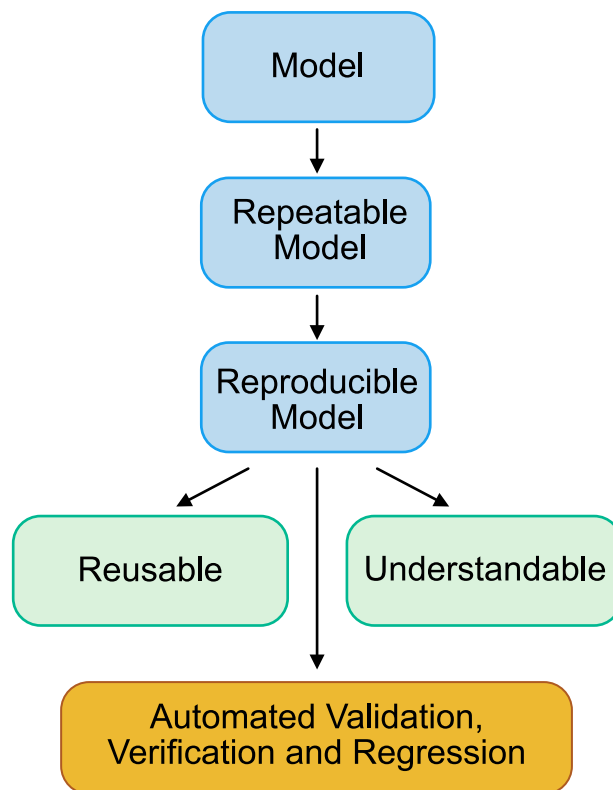 Model
Repeatable
Model
Reproducible
Model
Reusable
Understandable
Automated Validation,
Verification and Regression